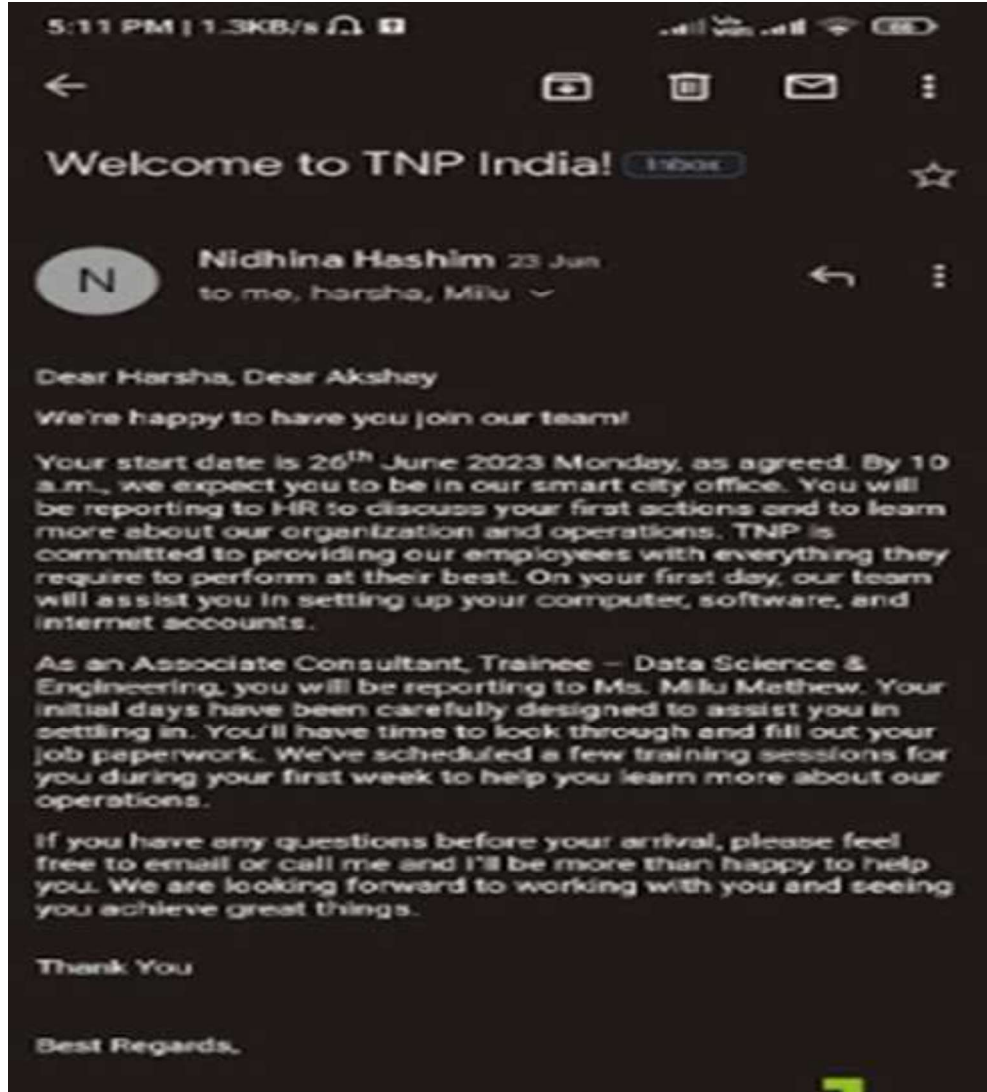 5:11 PM | 1.3KB/s
Welcome to TNP India! Inbox
N
Nidhina Hashim 23 Jun
to me, harsha, Milu
Dear Harsha, Dear Akshay
We're happy to have you join our team!
Your start date is 26th June 2023 Monday, as agreed. By 10
a.m., we expect you to be in our smart city office. You will
be reporting to HR to discuss your first actions and to learn
more about our organization and operations. TNP is
committed to providing our employees with everything they
require to perform at their best. On your first day, our team
will assist you in setting up your computer, software, and
internet accounts.
As an Associate Consultant, Trainee – Data Science &
Engineering, you will be reporting to Ms. Milu Mathew. Your
initial days have been carefully designed to assist you in
settling in. You'll have time to look through and fill out your
job paperwork. We've scheduled a few training sessions for
you during your first week to help you learn more about our
operations.
If you have any questions before your arrival, please feel
free to email or call me and I'll be more than happy to help
you. We are looking forward to working with you and seeing
you achieve great things.
Thank You
Best Regards,